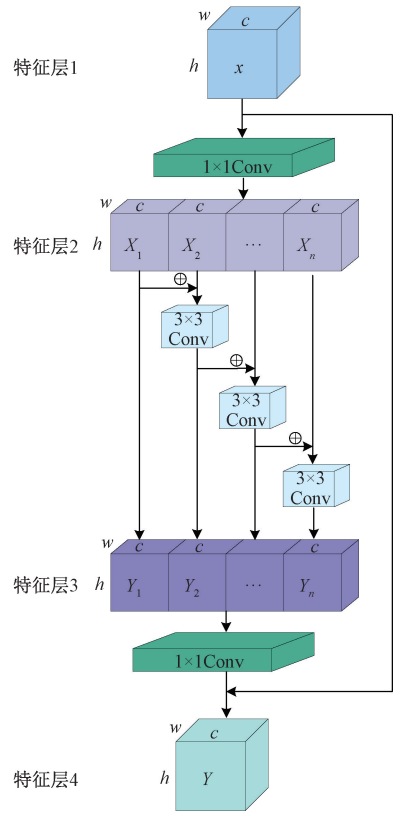 w
c
特征层1
h
x
1×1Conv
w
c
c
c
特征层2
h
X1
X2
···
Xn
⊕
3×3
Conv
⊕
3×3
Conv
⊕
3×3
Conv
w
c
c
c
特征层3
h
Y1
Y2
···
Yn
1×1Conv
w
c
特征层4
h
Y